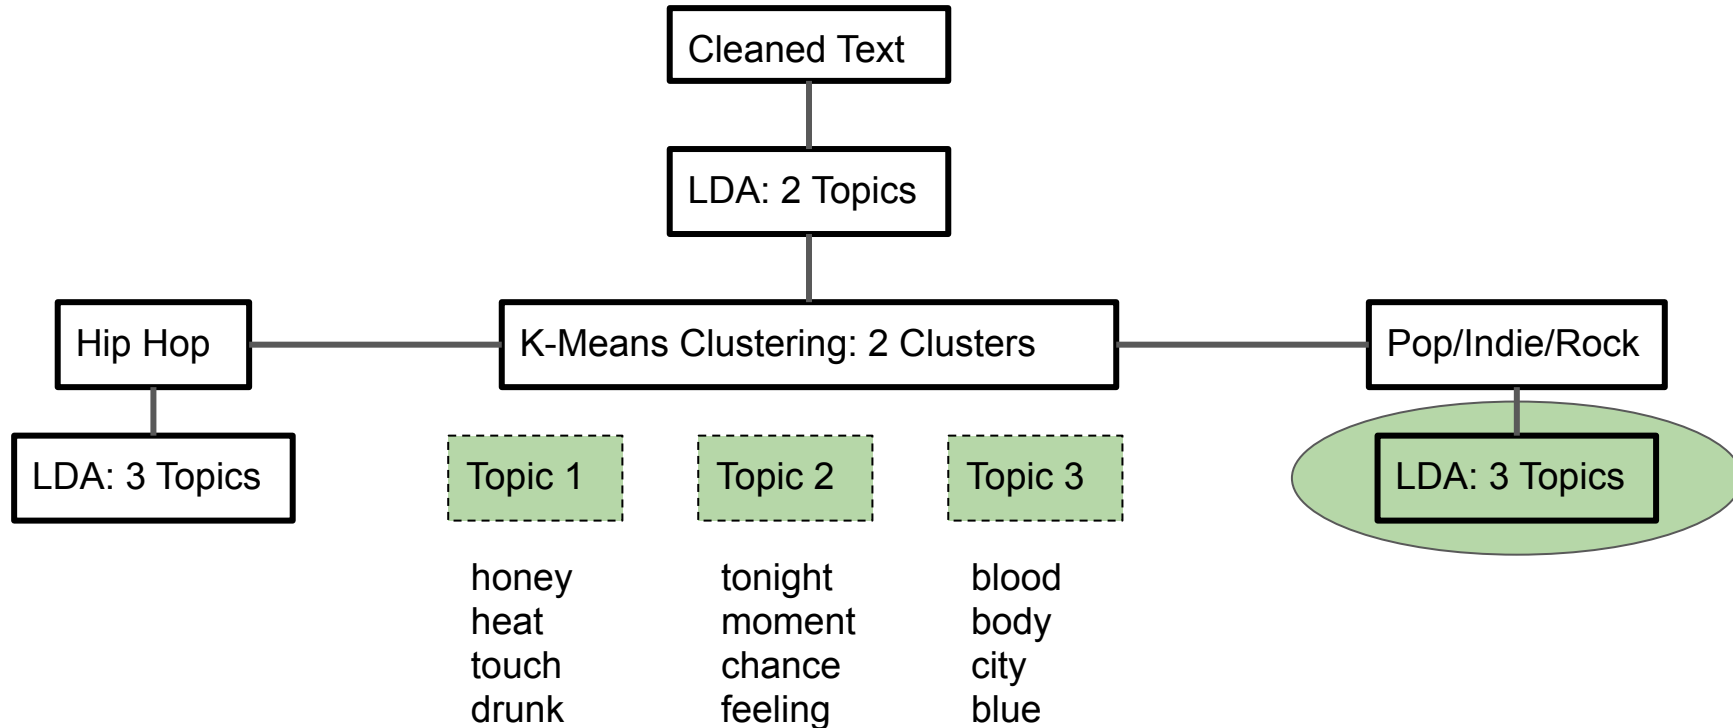 Cleaned Text
LDA: 2 Topics
Hip Hop
K-Means Clustering: 2 Clusters
Pop/Indie/Rock
LDA: 3 Topics
Topic 1
Topic 2
Topic 3
LDA: 3 Topics
honey
heat
touch
drunk
tonight
moment
chance
feeling
blood
body
city
blue